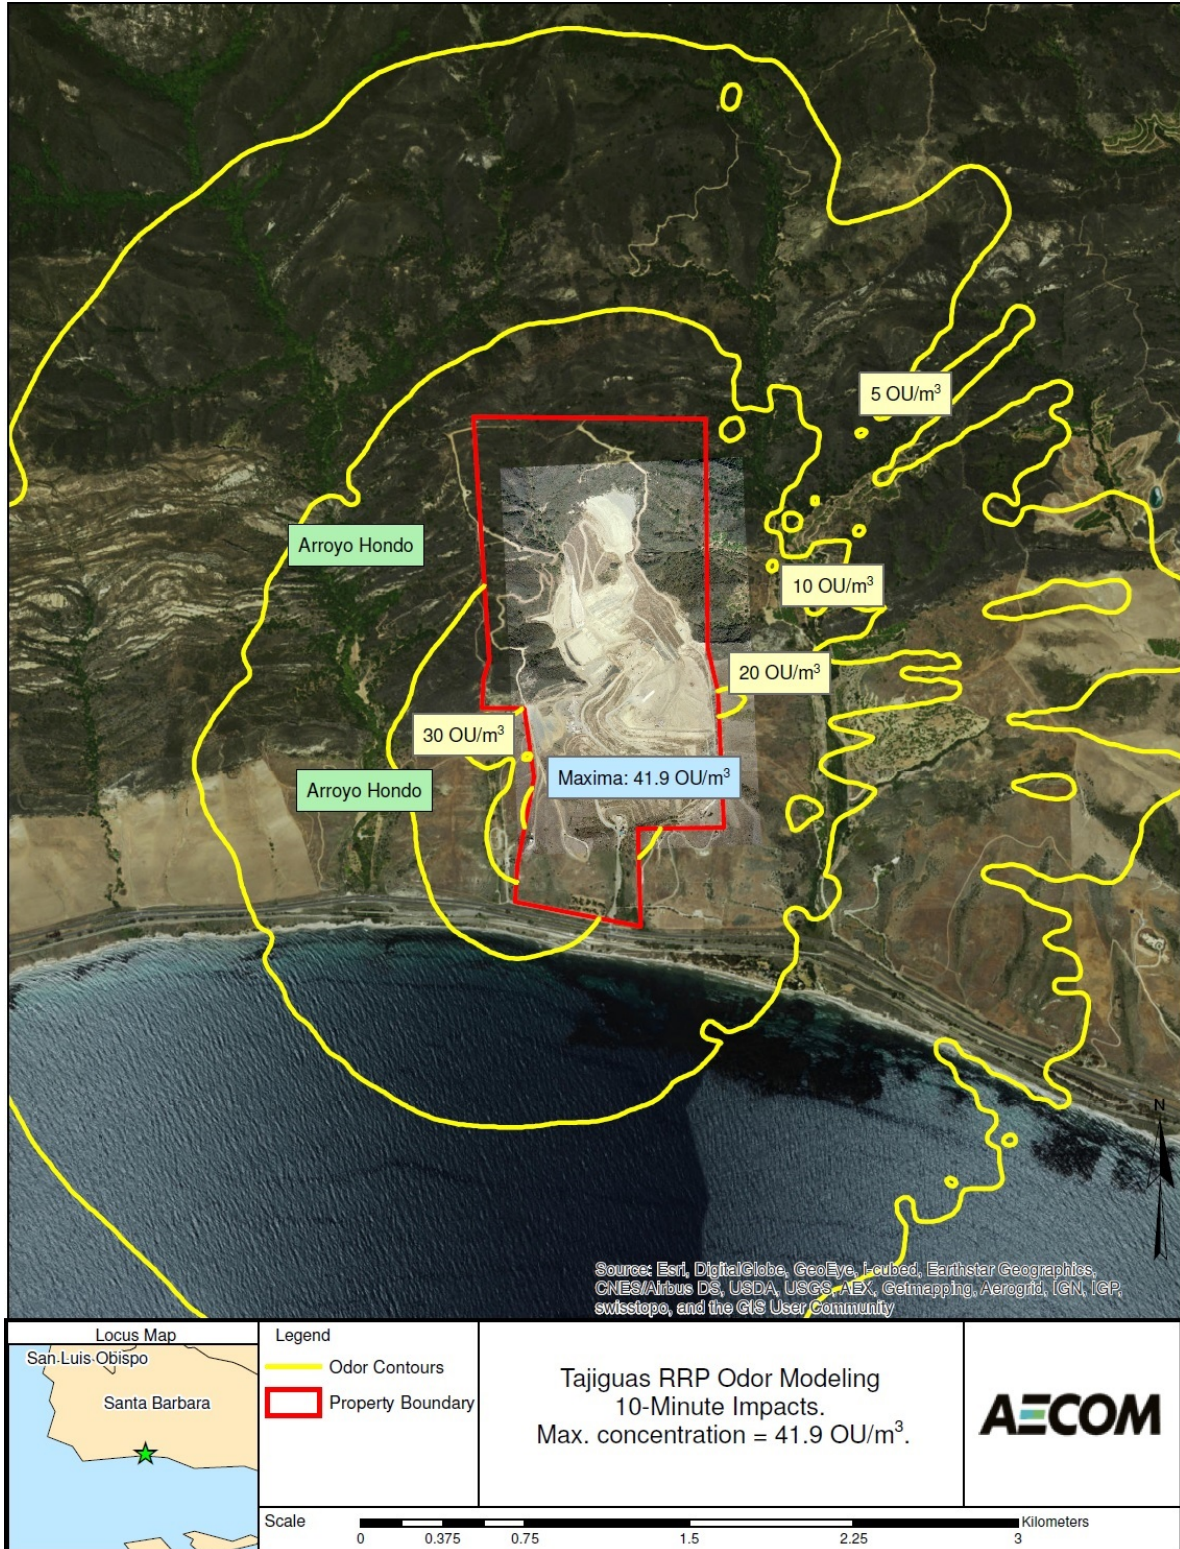 5 OU/m³
Arroyo Hondo
10 OU/m³
20 OU/m³
30 OU/m³
Maxima: 41.9 OU/m³
Arroyo Hondo
N
Source: Esri, DigitalGlobe, GeoEye, i-cubed, Earthstar Geographics,
CNES/Airbus DS, USDA, USGS, AEX, Getmapping, Aerogrid, IGN, IGP,
swisstopo, and the GIS User Community
Locus Map
San Luis Obispo
Santa Barbara
Legend
Odor Contours
Property Boundary
Tajiguas RRP Odor Modeling
10-Minute Impacts.
Max. concentration = 41.9 OU/m³.
AECOM
Scale
Kilometers
0 0.375 0.75 1.5 2.25 3